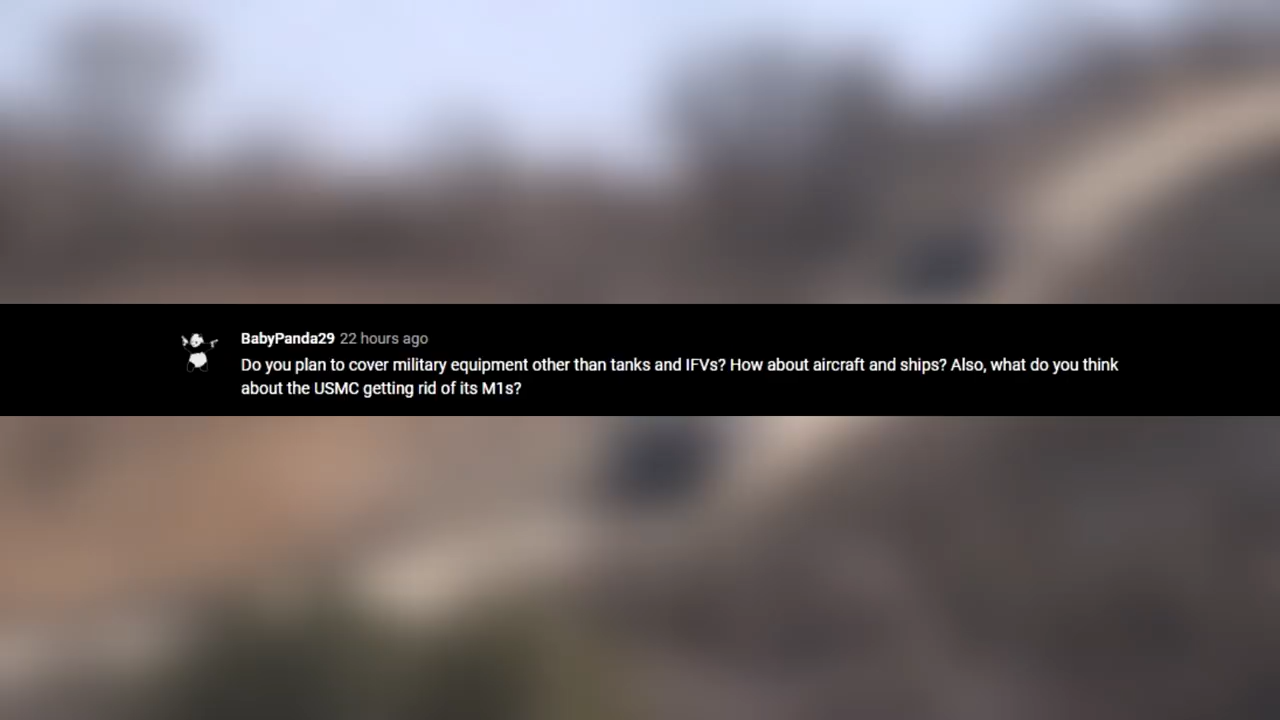 BabyPanda29 22 hours ago
Do you plan to cover military equipment other than tanks and IFVs? How about aircraft and ships? Also, what do you think
about the USMC getting rid of its M1s?